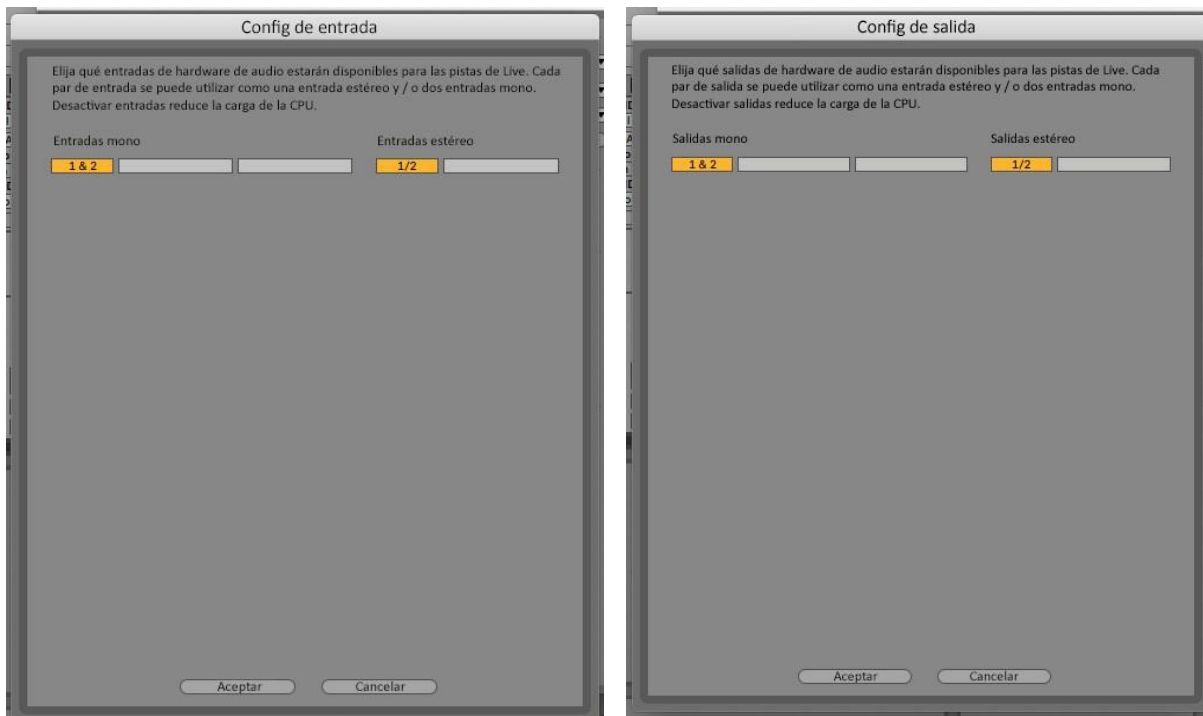 Config de entrada
Elija qué entradas de hardware de audio estarán disponibles para las pistas de Live. Cada
par de entrada se puede utilizar como una entrada estéreo y / o dos entradas mono.
Desactivar entradas reduce la carga de la CPU.
Entradas mono
Entradas estéreo
1 & 2
1/2
Aceptar
Cancelar
Config de salida
Elija qué salidas de hardware de audio estarán disponibles para las pistas de Live. Cada
par de salida se puede utilizar como una entrada estéreo y / o dos entradas mono.
Desactivar salidas reduce la carga de la CPU.
Salidas mono
Salidas estéreo
1 & 2
1/2
Aceptar
Cancelar